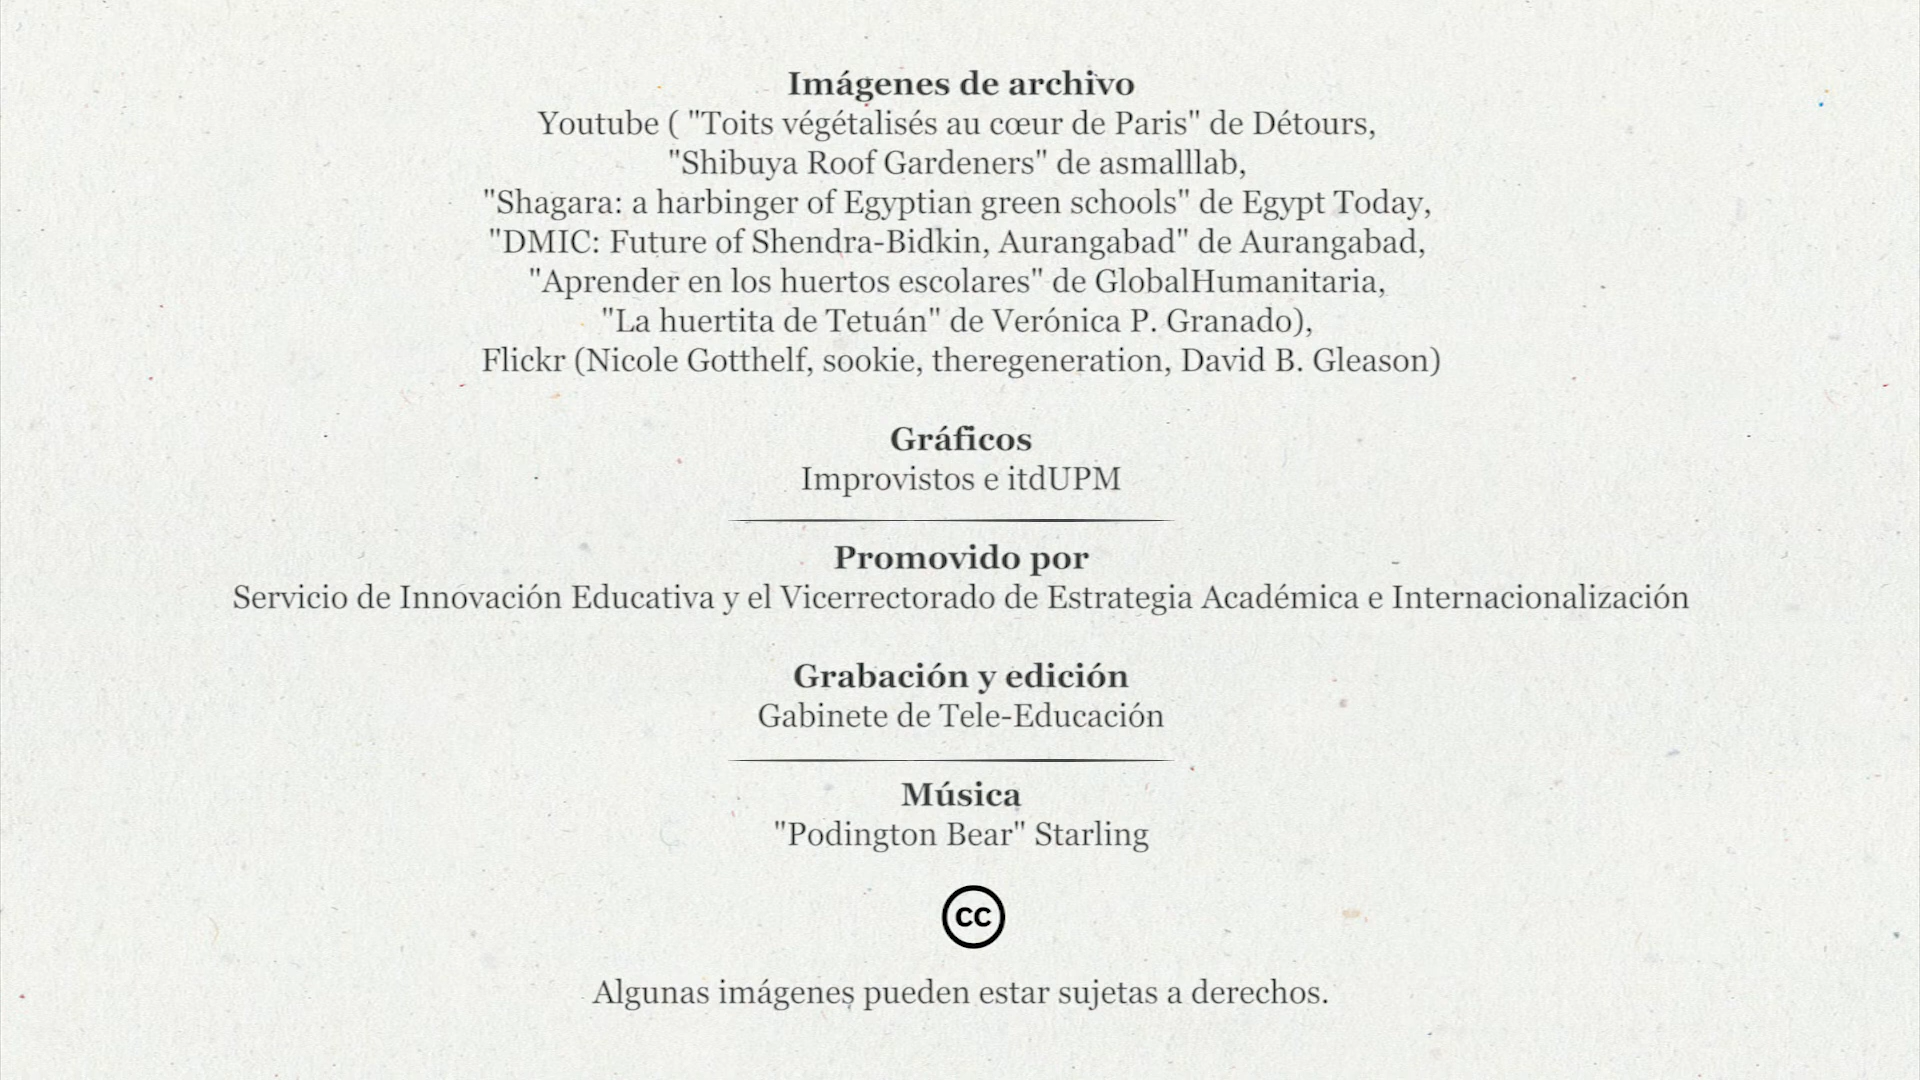 Imágenes de archivo
Youtube ( "Toits végétalisés au cœur de Paris" de Détours,
"Shibuya Roof Gardeners" de asmalllab,
"Shagara: a harbinger of Egyptian green schools" de Egypt Today,
"DMIC: Future of Shendra-Bidkin, Aurangabad" de Aurangabad,
"Aprender en los huertos escolares" de GlobalHumanitaria,
"La huertita de Tetuán" de Verónica P. Granado),
Flickr (Nicole Gotthelf, sookie, theregeneration, David B. Gleason)
Gráficos
Improvistos e itdUPM
Promovido por
Servicio de Innovación Educativa y el Vicerrectorado de Estrategia Académica e Internacionalización
Grabación y edición
Gabinete de Tele-Educación
Música
"Podington Bear" Starling
cc
Algunas imágenes pueden estar sujetas a derechos.